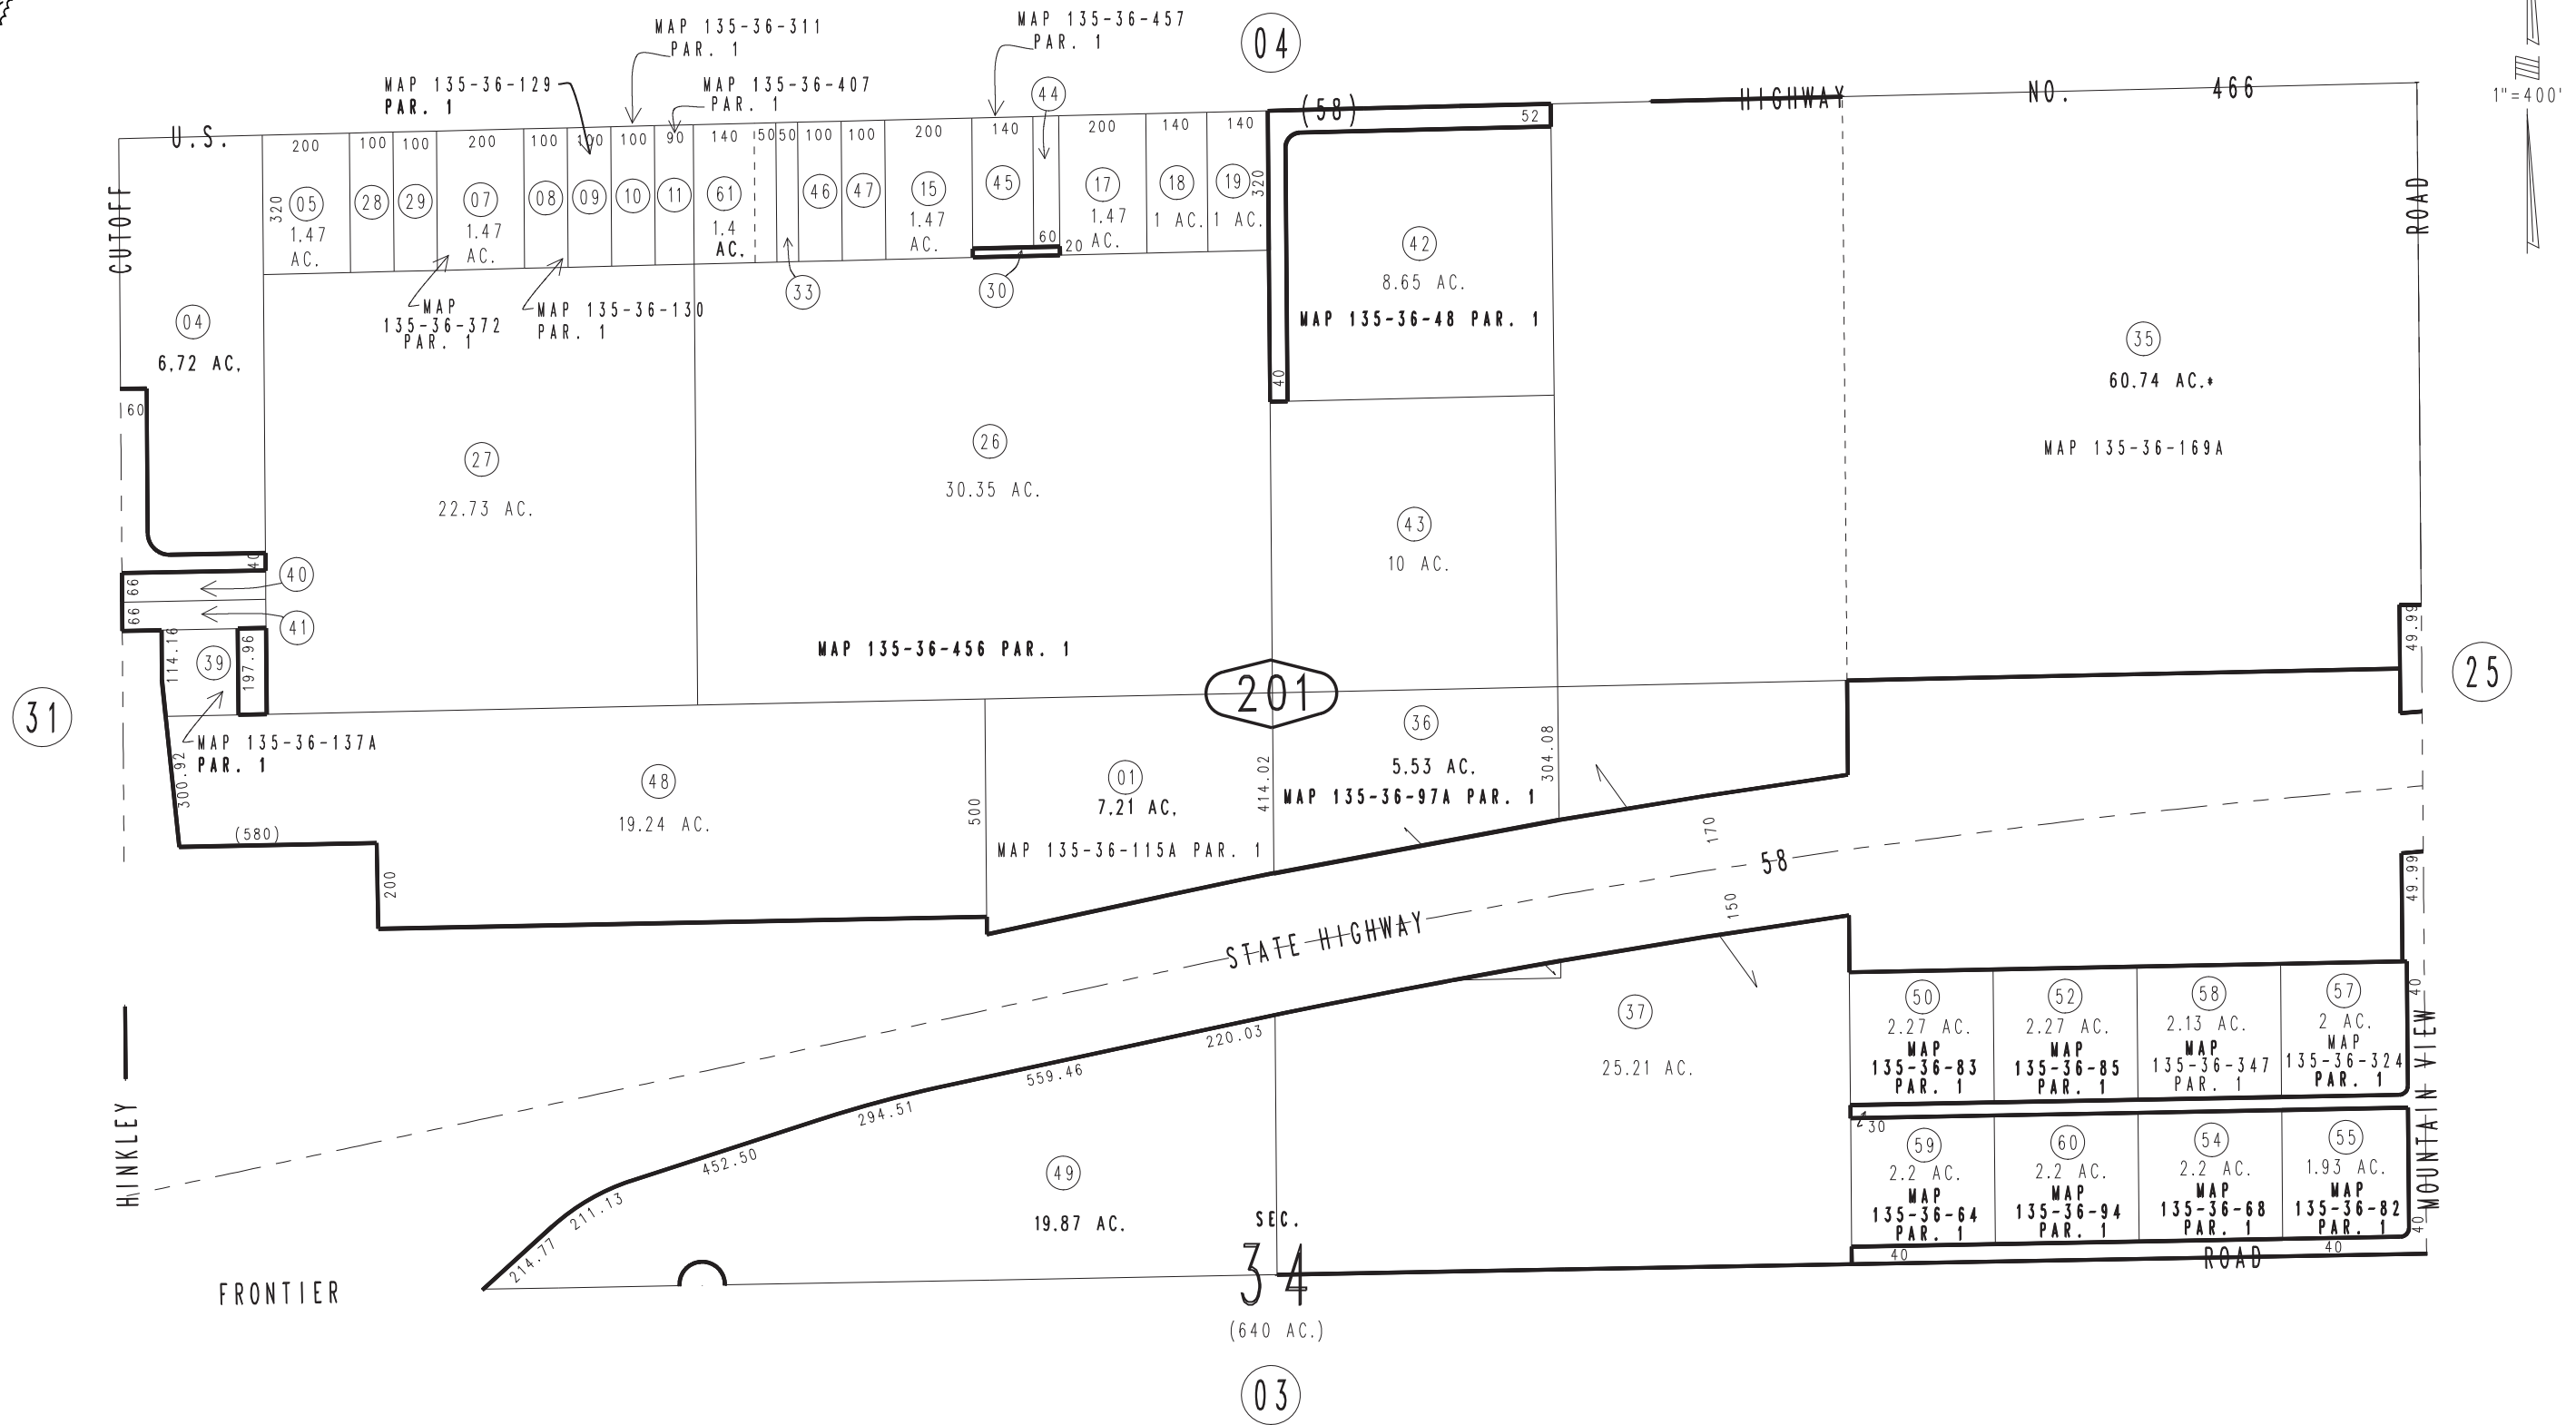 MAP 135-36-311
PAR. 1
MAP 135-36-457
PAR. 1
04
MAP 135-36-129
PAR. 1
MAP 135-36-407
PAR. 1
44
1"=400'
U.S.
(58)
HIGHWAY
NO.
466
52
200
100
100
200
100
100
100
90
140
50
50
100
100
200
140
200
140
140
CUTOFF
ROAD
320
05
1.47
AC.
28
29
07
1.47
AC.
08
09
10
11
61
1.4
AC.
46
47
15
1.47
AC.
45
60
20
17
1.47
AC.
18
1 AC.
19
1 AC.
320
33
30
42
8.65 AC.
MAP 135-36-48 PAR. 1
40
MAP
135-36-372
PAR. 1
MAP 135-36-130
PAR. 1
04
6.72 AC.
60
35
60.74 AC.*
MAP 135-36-169A
27
22.73 AC.
26
30.35 AC.
43
10 AC.
40
40
66
66
41
114.16
39
197.96
MAP 135-36-456 PAR. 1
201
49.99
31
25
MAP 135-36-137A
PAR. 1
300.92
(580)
200
48
19.24 AC.
500
01
7.21 AC.
MAP 135-36-115A PAR. 1
414.02
36
5.53 AC.
MAP 135-36-97A PAR. 1
304.08
170
58
150
STATE HIGHWAY
49.99
37
25.21 AC.
50
2.27 AC.
MAP
135-36-83
PAR. 1
52
2.27 AC.
MAP
135-36-85
PAR. 1
58
2.13 AC.
MAP
135-36-347
PAR. 1
57
2 AC.
MAP
135-36-324
PAR. 1
40
30
59
2.2 AC.
MAP
135-36-64
PAR. 1
60
2.2 AC.
MAP
135-36-94
PAR. 1
54
2.2 AC.
MAP
135-36-68
PAR. 1
55
1.93 AC.
MAP
135-36-82
PAR. 1
40
MOUNTAIN VIEW
40
40
ROAD
HINKLEY
220.03
559.46
294.51
452.50
211.13
214.77
49
19.87 AC.
SEC.
34
(640 AC.)
FRONTIER
03